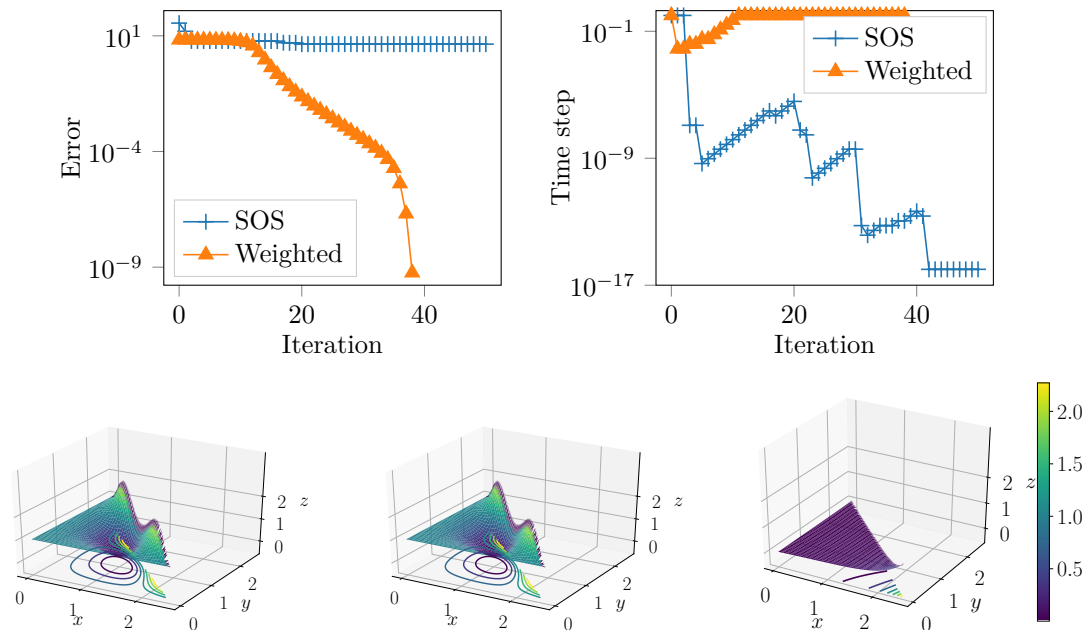 10^1
10^−4
10^−9
Error
SOS
Weighted
0 20 40
Iteration
10^−1
10^−9
10^−17
Time step
SOS
Weighted
0 20 40
Iteration
0 1 2
x
0 1 2
y
0 1 2
z
0 1 2
x
0 1 2
y
0 1 2
z
0 1 2
x
0 1 2
y
0 1 2
z
2.0
1.5
1.0
0.5